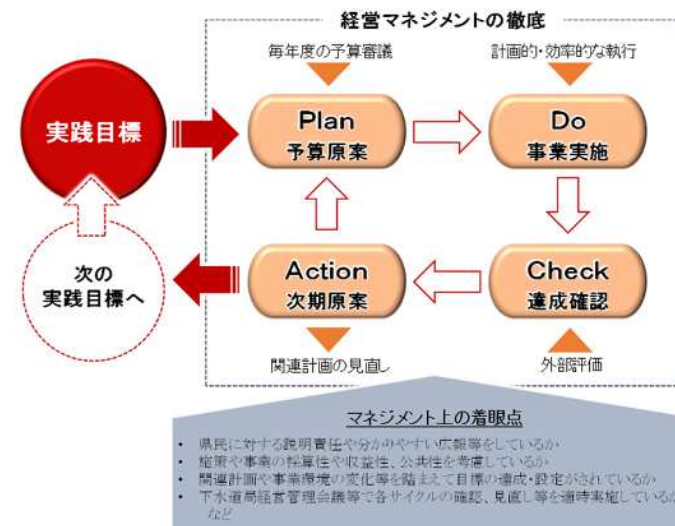 経営マネジメントの徹底
毎年度の予算審議
計画的・効率的な執行
実践目標
Plan
予算原案
Do
事業実施
次の
実践目標へ
Action
次期原案
Check
達成確認
関連計画の見直し
外部評価
マネジメント上の着眼点
• 県民に対する説明責任や分かりやすい広報等をしているか
• 施策や事業の採算性や収益性、公共性を考慮しているか
• 関連計画や事業環境の変化等を踏まえて目標の達成・設定がされているか
• 下水道局経営管理会議等で各サイクルの確認、見直し等を適時実施しているか
など